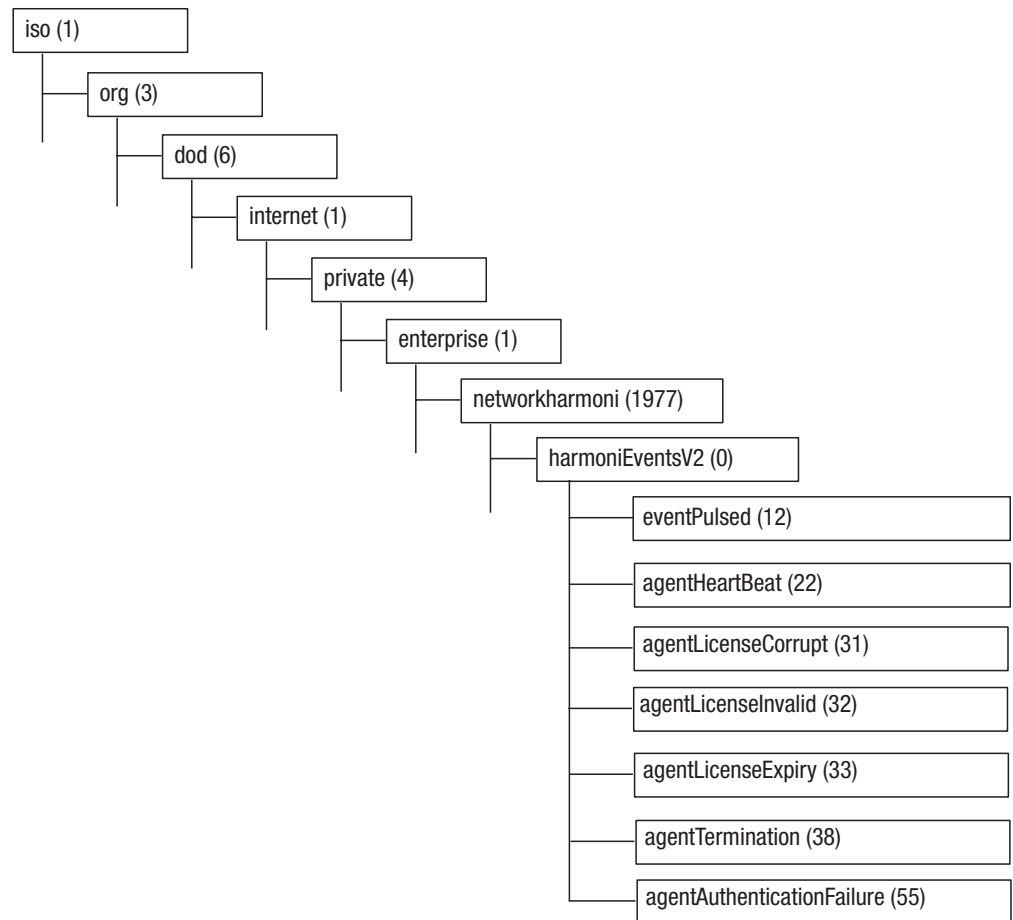 iso (1)
org (3)
dod (6)
internet (1)
private (4)
enterprise (1)
networkharmoni (1977)
harmoniEventsV2 (0)
eventPulsed (12)
agentHeartBeat (22)
agentLicenseCorrupt (31)
agentLicenseInvalid (32)
agentLicenseExpiry (33)
agentTermination (38)
agentAuthenticationFailure (55)